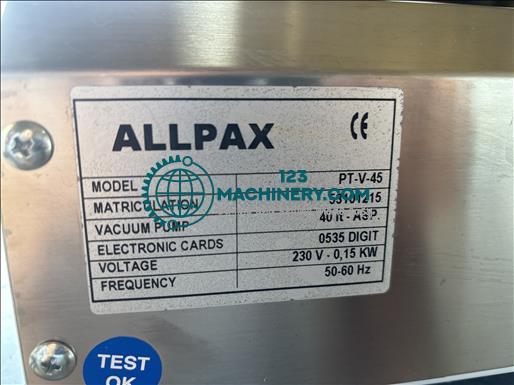 ALLPAX CE
MODEL PT-V-45
123
MACHINERY.COM
MATRICULATION
VACUUM PUMP 40 lt - ASP.
ELECTRONIC CARDS 0535 DIGIT
VOLTAGE 230 V - 0,15 KW
FREQUENCY 50-60 Hz
TEST
OK